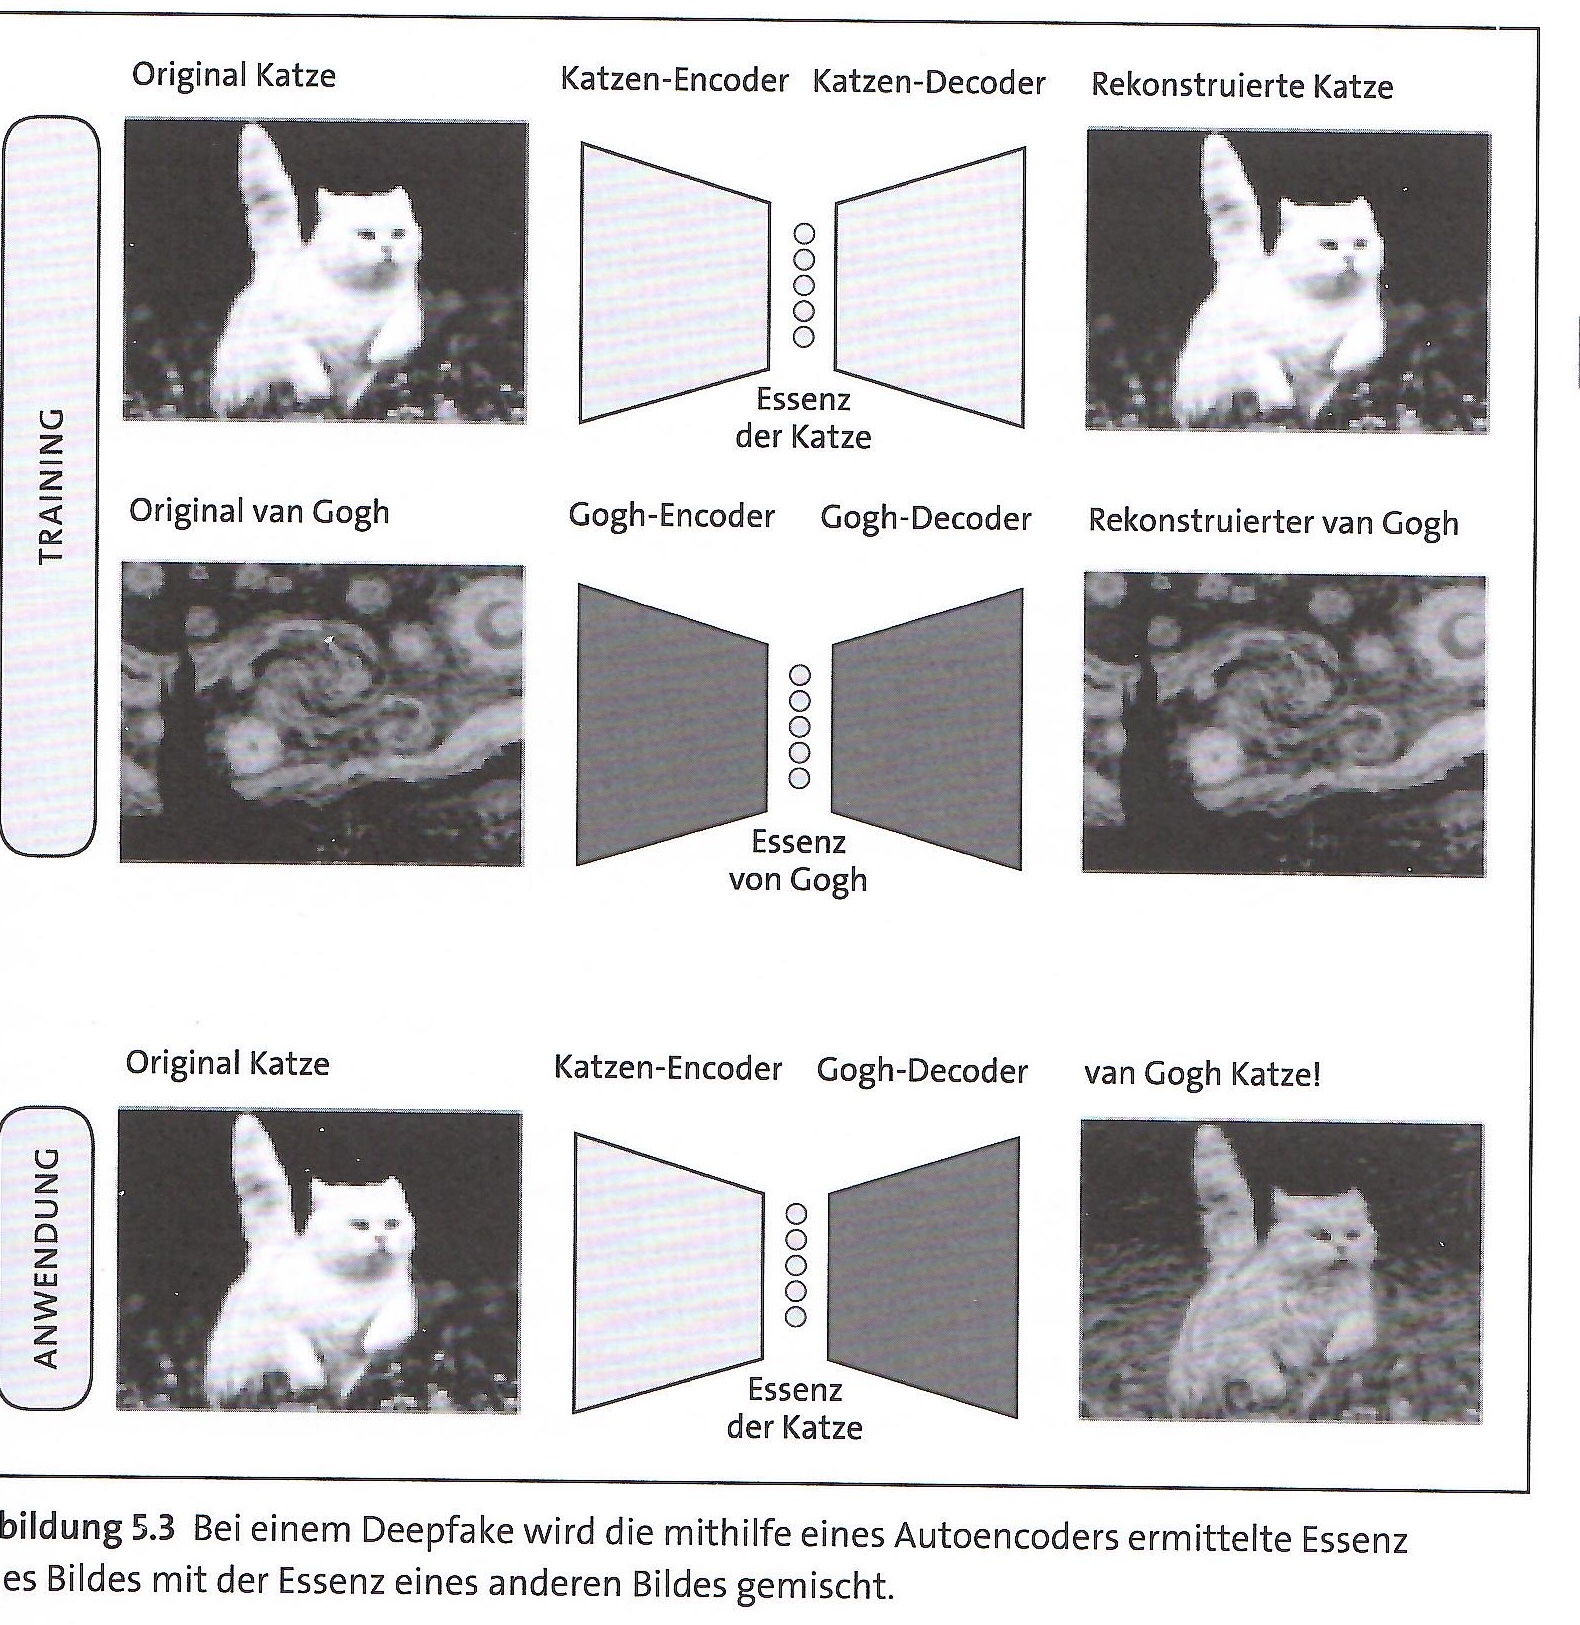 Original Katze
Katzen-Encoder
Katzen-Decoder
Rekonstruierte Katze
TRAINING
Essenz
der Katze
Original van Gogh
Gogh-Encoder
Gogh-Decoder
Rekonstruierter van Gogh
Essenz
von Gogh
Original Katze
Katzen-Encoder
Gogh-Decoder
van Gogh Katze!
ANWENDUNG
Essenz
der Katze
bildung 5.3 Bei einem Deepfake wird die mithilfe eines Autoencoders ermittelte Essenz
es Bildes mit der Essenz eines anderen Bildes gemischt.